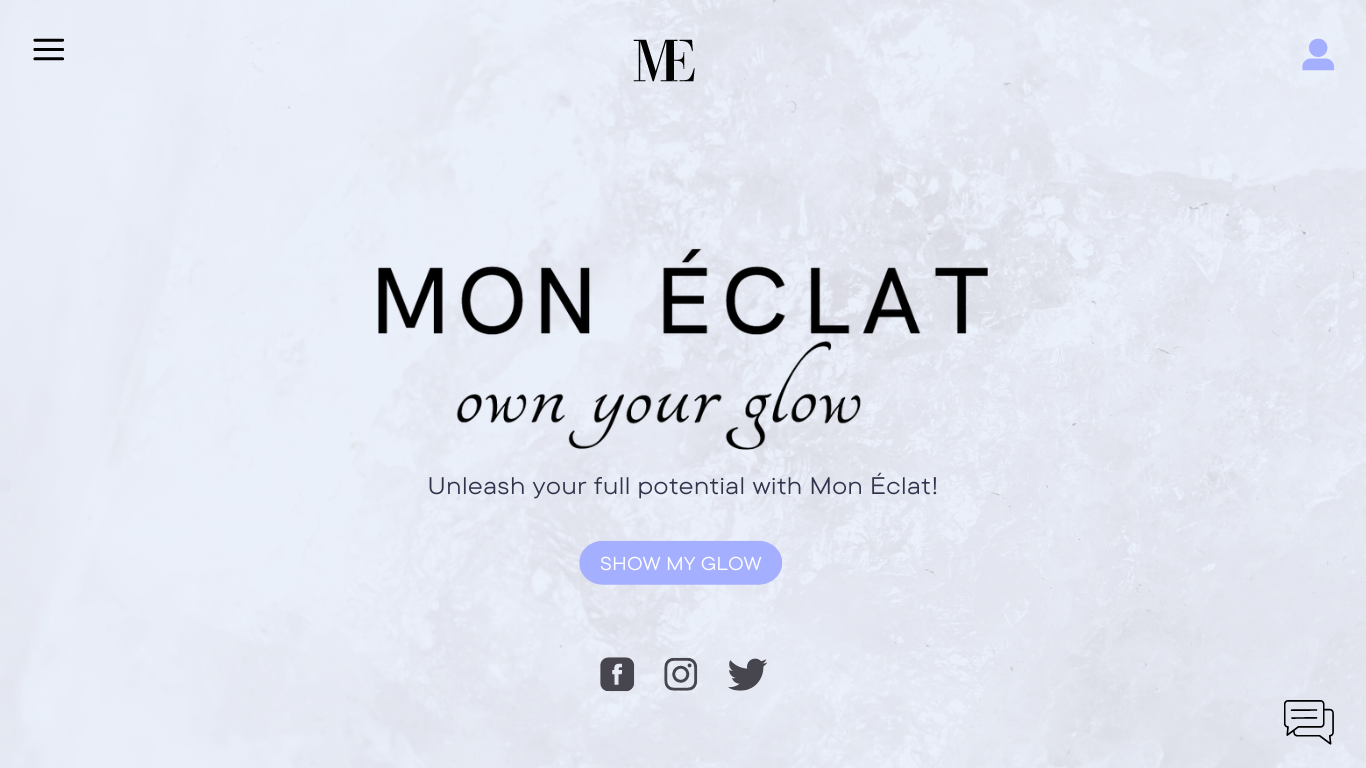 ME
MON ÉCLAT
own your glow
Unleash your full potential with Mon Éclat!
SHOW MY GLOW